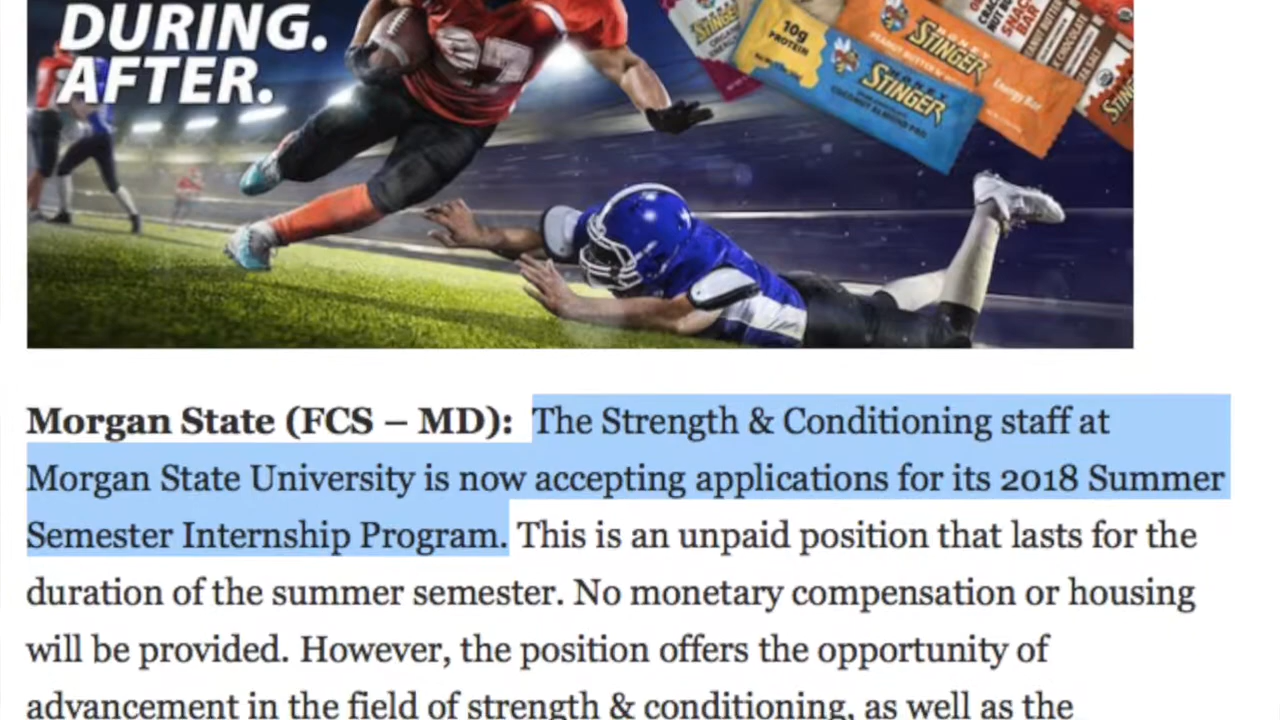 DURING.
AFTER.
10g
PROTEIN
STINGER
STINGER
Energy Bar
Morgan State (FCS – MD): The Strength & Conditioning staff at
Morgan State University is now accepting applications for its 2018 Summer
Semester Internship Program. This is an unpaid position that lasts for the
duration of the summer semester. No monetary compensation or housing
will be provided. However, the position offers the opportunity of
advancement in the field of strength & conditioning, as well as the